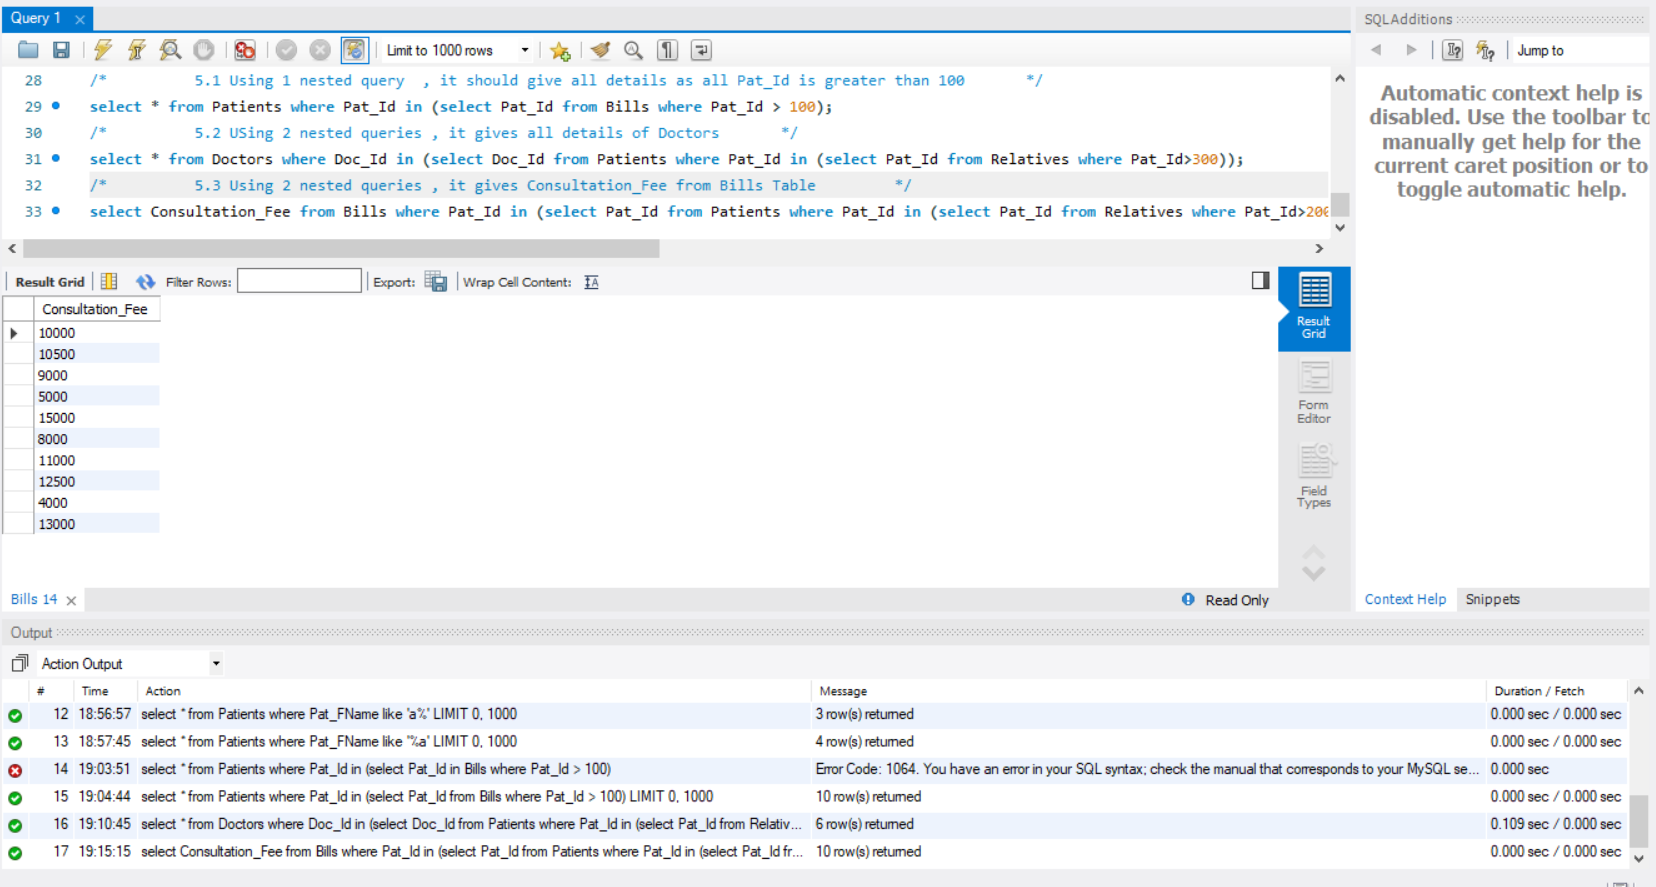 Query 1
SQLAdditions
Limit to 1000 rows
Jump to
28 /* 5.1 Using 1 nested query , it should give all details as all Pat_Id is greater than 100 */
29 select * from Patients where Pat_Id in (select Pat_Id from Bills where Pat_Id > 100);
30 /* 5.2 USing 2 nested queries , it gives all details of Doctors */
31 select * from Doctors where Doc_Id in (select Doc_Id from Patients where Pat_Id in (select Pat_Id from Relatives where Pat_Id>300));
32 /* 5.3 Using 2 nested queries , it gives Consultation_Fee from Bills Table */
33 select Consultation_Fee from Bills where Pat_Id in (select Pat_Id from Patients where Pat_Id in (select Pat_Id from Relatives where Pat_Id>200
Automatic context help is
disabled. Use the toolbar to
manually get help for the
current caret position or to
toggle automatic help.
Result Grid Filter Rows: Export: Wrap Cell Content:
Consultation_Fee
10000
10500
9000
5000
15000
8000
11000
12500
4000
13000
Result
Grid
Form
Editor
Field
Types
Bills 14
Read Only
Context Help Snippets
Output
Action Output
# Time Action Message Duration / Fetch
12 18:56:57 select * from Patients where Pat_FName like 'a%' LIMIT 0, 1000 3 row(s) returned 0.000 sec / 0.000 sec
13 18:57:45 select * from Patients where Pat_FName like '%a' LIMIT 0, 1000 4 row(s) returned 0.000 sec / 0.000 sec
14 19:03:51 select * from Patients where Pat_Id in (select Pat_Id in Bills where Pat_Id > 100) Error Code: 1064. You have an error in your SQL syntax; check the manual that corresponds to your MySQL se... 0.000 sec
15 19:04:44 select * from Patients where Pat_Id in (select Pat_Id from Bills where Pat_Id > 100) LIMIT 0, 1000 10 row(s) returned 0.000 sec / 0.000 sec
16 19:10:45 select * from Doctors where Doc_Id in (select Doc_Id from Patients where Pat_Id in (select Pat_Id from Relativ... 6 row(s) returned 0.109 sec / 0.000 sec
17 19:15:15 select Consultation_Fee from Bills where Pat_Id in (select Pat_Id from Patients where Pat_Id in (select Pat_Id fr... 10 row(s) returned 0.000 sec / 0.000 sec